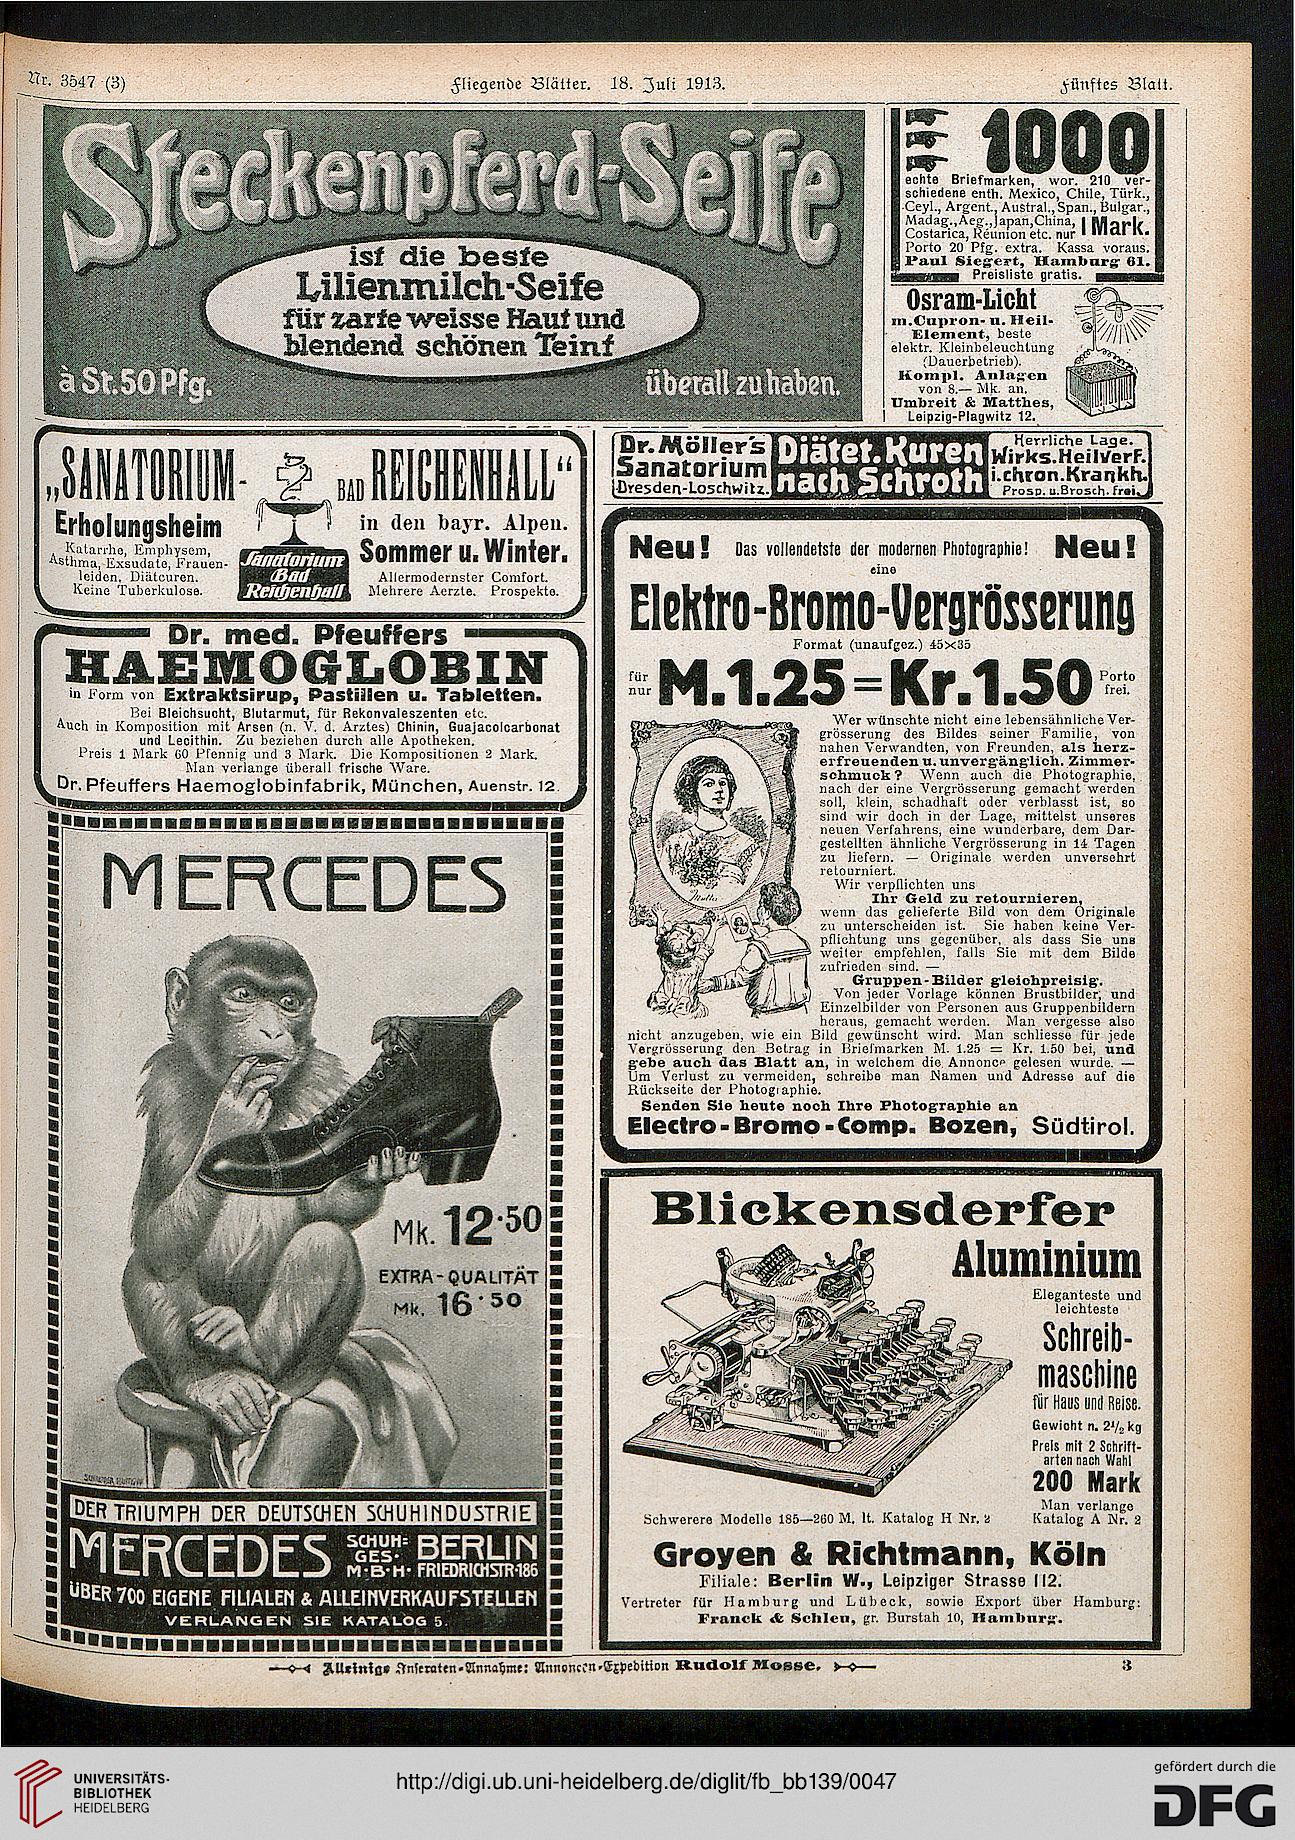 Nr. 3547 (3)
Fliegende Blätter. 18. Juli 1913.
Fünftes Blatt.
Steckenpferd-Seife
ist die beste
Lilienmilch-Seife
für zarte weisse Haut und
blendend schönen Teint
à St. 50 Pfg.
überall zu haben.
1000
echte Briefmarken, wor. 210 ver-
schiedene enth. Mexico, Chile, Türk.,
Ceyl., Argent., Austral., Span., Bulgar.,
Madag., Aeg., Japan, China,
Costarica, Réunion etc. nur 1 Mark.
Porto 20 Pfg. extra. Kassa voraus.
Paul Siegert, Hamburg 61.
Preisliste gratis.
Osram-Licht
m. Cupron- u. Heil-
Element, beste
elektr. Kleinbeleuchtung
(Dauerbetrieb).
Kompl. Anlagen
von 8.— Mk. an.
Umbreit & Matthes,
Leipzig-Plagwitz 12.
„SANATORIUM- BAD REICHENHALL“
Erholungsheim
Katarrhe, Emphysem,
Asthma, Exsudate, Frauen-
leiden, Diätcuren.
Keine Tuberkulose.
Sanatorium
Bad
Reichenhall
in den bayr. Alpen.
Sommer u. Winter.
Allermodernster Comfort.
Mehrere Aerzte. Prospekte.
Dr. Möller's
Sanatorium
Dresden-Loschwitz.
Diätet. Kuren
nach Schroth
Herrliche Lage.
Wirks. Heilverf.
i. chron. Krankh.
Prosp. u. Brosch. frei.
Dr. med. Pfeuffers
HAEMOGLOBIN
in Form von Extraktsirup, Pastillen u. Tabletten.
Bei Bleichsucht, Blutarmut, für Rekonvaleszenten etc.
Auch in Komposition mit Arsen (n. V. d. Arztes) Chinin, Guajacolcarbonat
und Lecithin. Zu beziehen durch alle Apotheken.
Preis 1 Mark 60 Pfennig und 3 Mark. Die Kompositionen 2 Mark.
Man verlange überall frische Ware.
Dr. Pfeuffers Haemoglobinfabrik, München, Auenstr. 12.
Neu! Das vollendetste der modernen Photographie! Neu!
eine
Elektro-Bromo-Vergrösserung
Format (unaufgez.) 45×35
für
nur M. 1.25 = Kr. 1.50 Porto
frei.
Wer wünschte nicht eine lebensähnliche Ver-
grösserung des Bildes seiner Familie, von
nahen Verwandten, von Freunden, als herz-
erfreuenden u. unvergänglich. Zimmer-
schmuck? Wenn auch die Photographie,
nach der eine Vergrösserung gemacht werden
soll, klein, schadhaft oder verblasst ist, so
sind wir doch in der Lage, mittelst unseres
neuen Verfahrens, eine wunderbare, dem Dar-
gestellten ähnliche Vergrösserung in 14 Tagen
zu liefern. — Originale werden unversehrt
retourniert.
Wir verpflichten uns
Ihr Geld zu retournieren,
wenn das gelieferte Bild von dem Originale
zu unterscheiden ist. Sie haben keine Ver-
pflichtung uns gegenüber, als dass Sie uns
weiter empfehlen, falls Sie mit dem Bilde
zufrieden sind. —
Gruppen-Bilder gleichpreisig.
Von jeder Vorlage können Brustbilder, und
Einzelbilder von Personen aus Gruppenbildern
heraus, gemacht werden. Man vergesse also
nicht anzugeben, wie ein Bild gewünscht wird. Man schliesse für jede
Vergrösserung den Betrag in Briefmarken M. 1.25 = Kr. 1.50 bei, und
gebe auch das Blatt an, in welchem die Annonce gelesen wurde. —
Um Verlust zu vermeiden, schreibe man Namen und Adresse auf die
Rückseite der Photographie.
Senden Sie heute noch Ihre Photographie an
Electro-Bromo-Comp. Bozen, Südtirol.
MERCEDES
Mk. 12.50
EXTRA-QUALITÄT
Mk. 16.50
DER TRIUMPH DER DEUTSCHEN SCHUHINDUSTRIE
MERCEDES SCHUH-
GES.
M.B.H. BERLIN
FRIEDRICHSTR. 186
ÜBER 700 EIGENE FILIALEN & ALLEINVERKAUFSTELLEN
VERLANGEN SIE KATALOG 5.
Blickensderfer
Aluminium
Eleganteste und
leichteste
Schreib-
maschine
für Haus und Reise.
Gewicht n. 2½ kg
Preis mit 2 Schrift-
arten nach Wahl
200 Mark
Man verlange
Katalog A Nr. 2
Schwerere Modelle 185—260 M. lt. Katalog H Nr. 2
Groyen & Richtmann, Köln
Filiale: Berlin W., Leipziger Strasse 112.
Vertreter für Hamburg und Lübeck, sowie Export über Hamburg:
Franck & Schleu, gr. Burstah 10, Hamburg.
Alleinige Inseraten-Annahme: Annoncen-Expedition Rudolf Mosse.
3
UNIVERSITÄTS-
BIBLIOTHEK
HEIDELBERG
http://digi.ub.uni-heidelberg.de/diglit/fb_bb139/0047
gefördert durch die
DFG